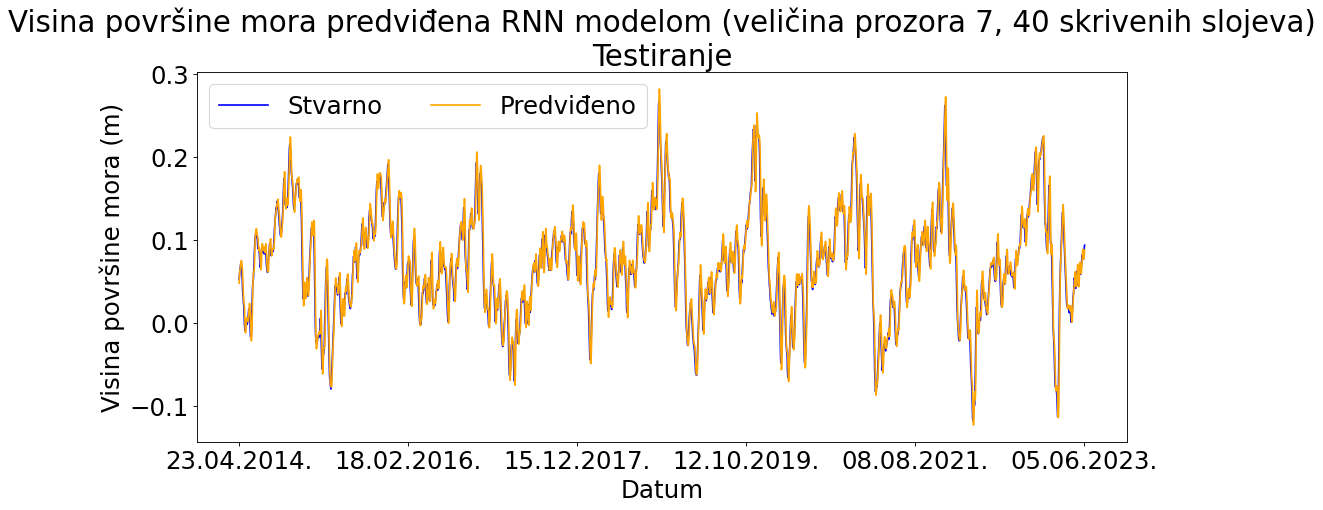 Visina površine mora predviđena RNN modelom (veličina prozora 7, 40 skrivenih slojeva)
Testiranje
Stvarno
Predviđeno
Visina površine mora (m)
0.3
0.2
0.1
0.0
−0.1
23.04.2014.
18.02.2016.
15.12.2017.
12.10.2019.
08.08.2021.
05.06.2023.
Datum